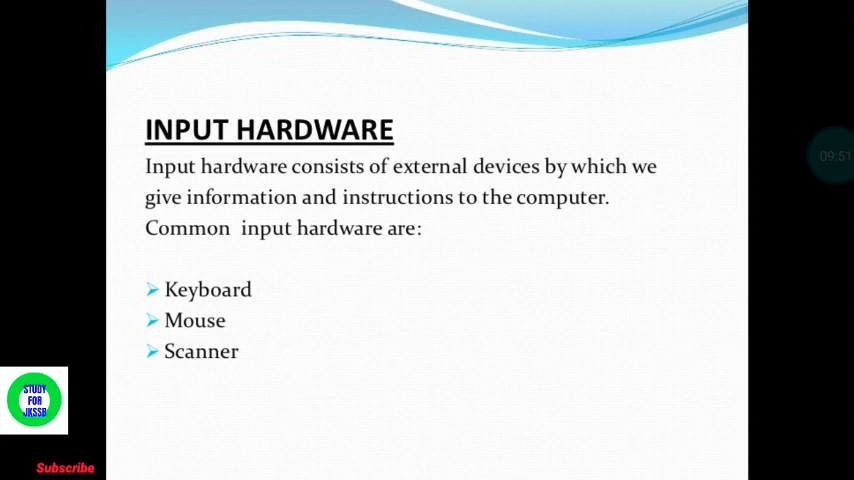 INPUT HARDWARE
Input hardware consists of external devices by which we
give information and instructions to the computer.
Common  input hardware are:
Keyboard
Mouse
Scanner
09:51
STUDY
FOR
JKSSB
Subscribe